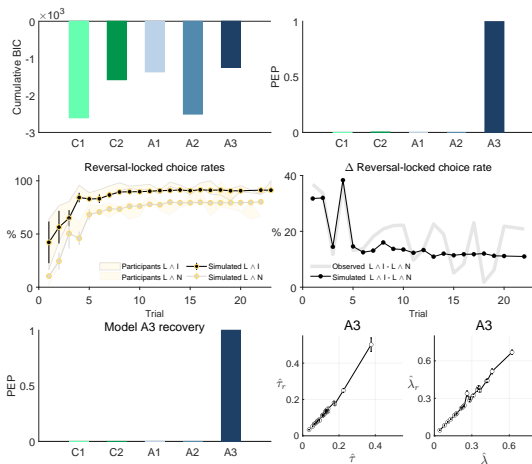 ×10³
0
-1
-2
-3
Cumulative BIC
C1 C2 A1 A2 A3
1
0.5
0
PEP
C1 C2 A1 A2 A3
Reversal-locked choice rates
100
50
0
%
Participants L ∧ I
Participants L ∧ N
Simulated L ∧ I
Simulated L ∧ N
0 5 10 15 20
Trial
Δ Reversal-locked choice rate
40
20
0
%
Observed L ∧ I - L ∧ N
Simulated L ∧ I - L ∧ N
0 5 10 15 20
Trial
Model A3 recovery
1
0.5
0
PEP
C1 C2 A1 A2 A3
A3
0.4
0.2
0
τ̂ᵣ
0 0.2 0.4
τ̂
A3
0.6
0.3
0
λ̂ᵣ
0 0.3 0.6
λ̂